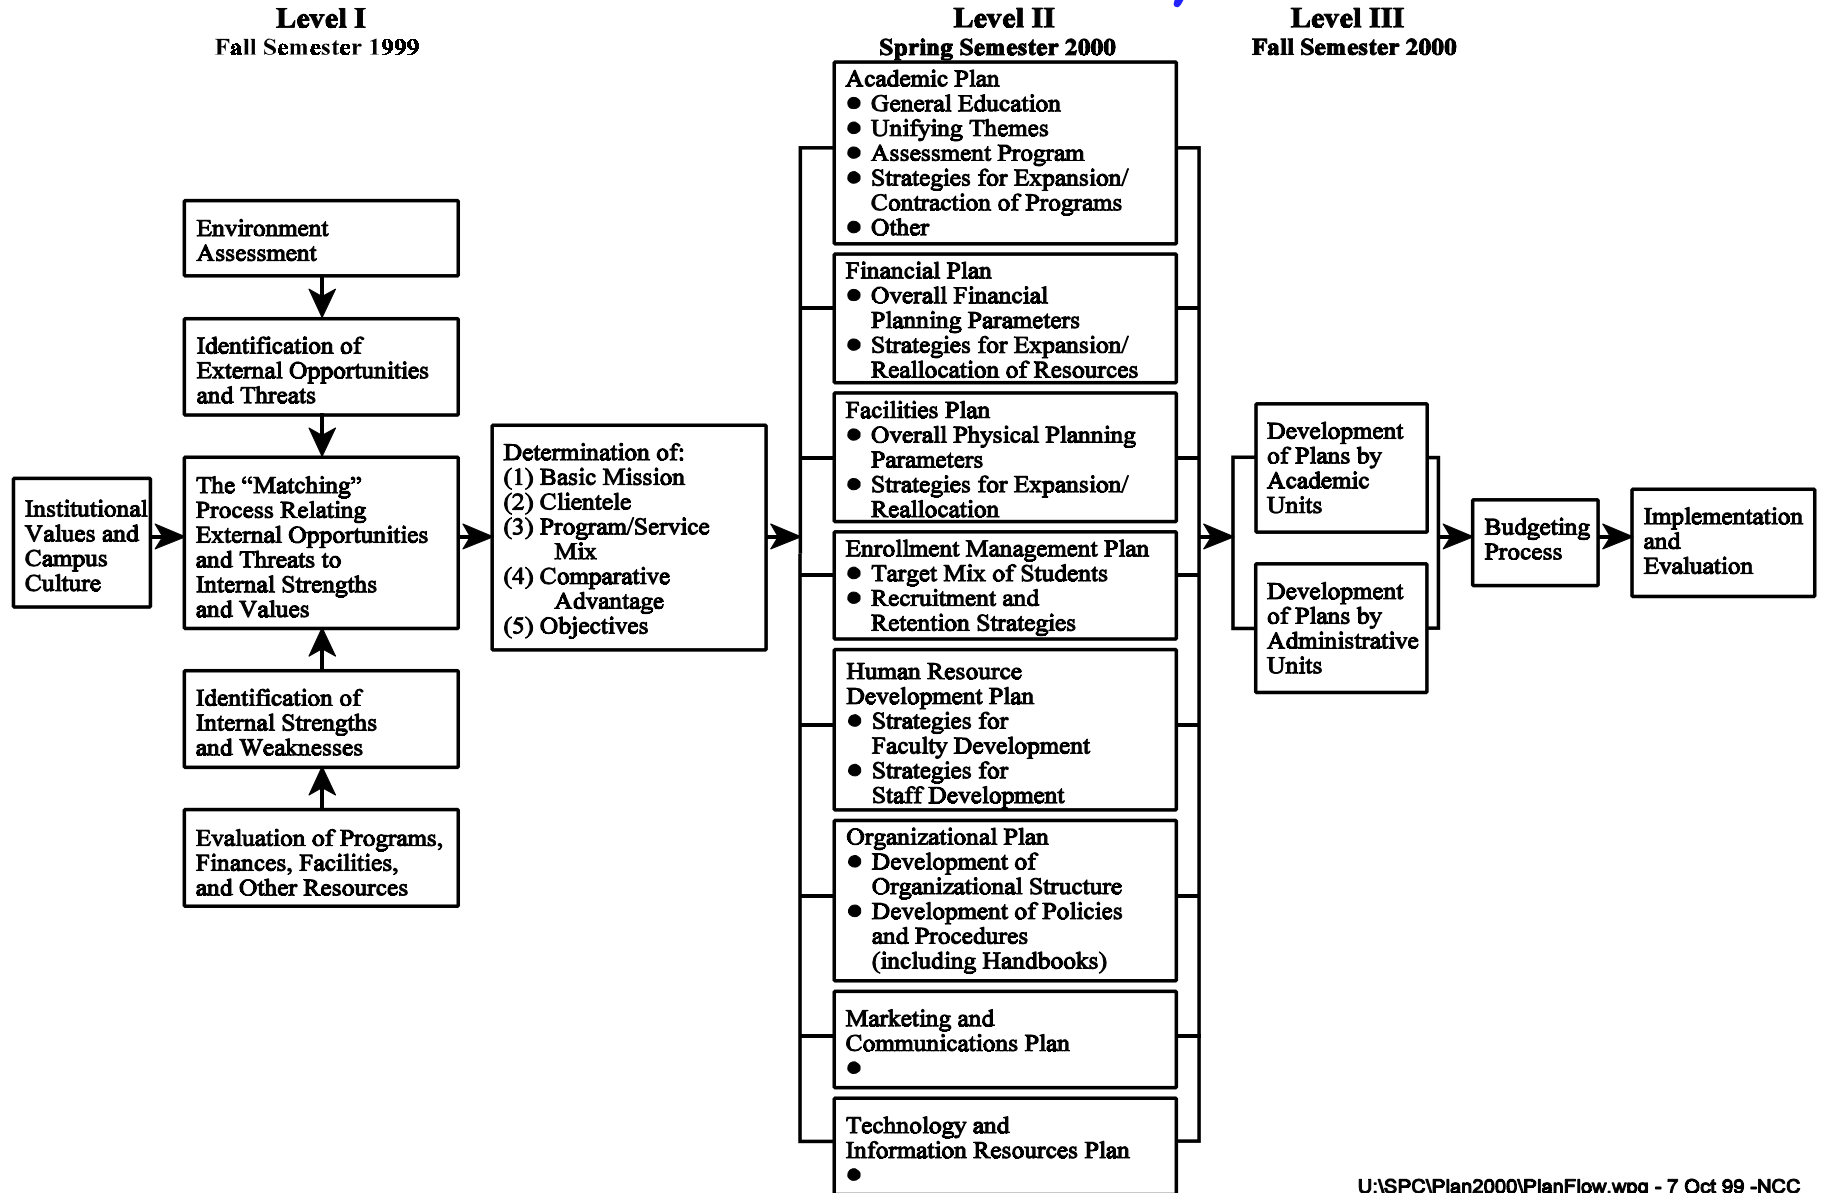 Level I
Fall Semester 1999
Level II
Spring Semester 2000
Level III
Fall Semester 2000
Environment
Assessment
Identification of
External Opportunities
and Threats
Institutional
Values and
Campus
Culture
The “Matching”
Process Relating
External Opportunities
and Threats to
Internal Strengths
and Values
Identification of
Internal Strengths
and Weaknesses
Evaluation of Programs,
Finances, Facilities,
and Other Resources
Determination of:
(1) Basic Mission
(2) Clientele
(3) Program/Service
Mix
(4) Comparative
Advantage
(5) Objectives
Academic Plan
● General Education
● Unifying Themes
● Assessment Program
● Strategies for Expansion/
Contraction of Programs
● Other
Financial Plan
● Overall Financial
Planning Parameters
● Strategies for Expansion/
Reallocation of Resources
Facilities Plan
● Overall Physical Planning
Parameters
● Strategies for Expansion/
Reallocation
Enrollment Management Plan
● Target Mix of Students
● Recruitment and
Retention Strategies
Human Resource
Development Plan
● Strategies for
Faculty Development
● Strategies for
Staff Development
Organizational Plan
● Development of
Organizational Structure
● Development of Policies
and Procedures
(including Handbooks)
Marketing and
Communications Plan
●
Technology and
Information Resources Plan
●
Development
of Plans by
Academic
Units
Development
of Plans by
Administrative
Units
Budgeting
Process
Implementation
and
Evaluation
U:\SPC\Plan2000\PlanFlow.wpg - 7 Oct 99 -NCC